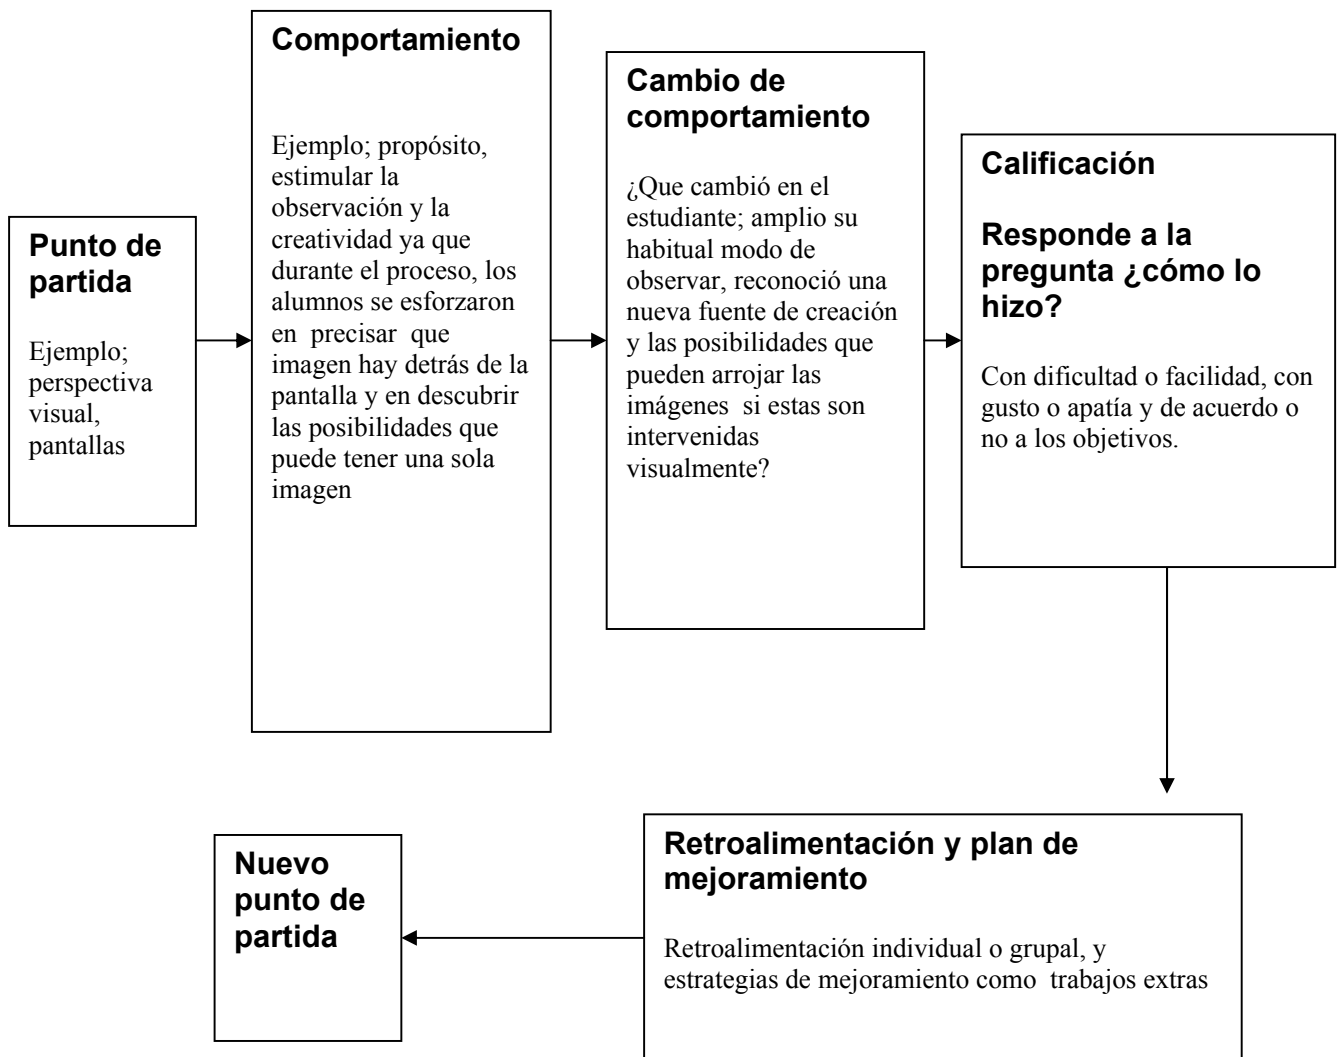 Punto de
partida
Ejemplo;
perspectiva
visual,
pantallas
Comportamiento
Ejemplo; propósito,
estimular la
observación y la
creatividad ya que
durante el proceso, los
alumnos se esforzaron
en precisar que
imagen hay detrás de la
pantalla y en descubrir
las posibilidades que
puede tener una sola
imagen
Cambio de
comportamiento
¿Que cambió en el
estudiante; amplio su
habitual modo de
observar, reconoció una
nueva fuente de creación
y las posibilidades que
pueden arrojar las
imágenes si estas son
intervenidas
visualmente?
Calificación
Responde a la
pregunta ¿cómo lo
hizo?
Con dificultad o facilidad, con
gusto o apatía y de acuerdo o
no a los objetivos.
Retroalimentación y plan de
mejoramiento
Retroalimentación individual o grupal, y
estrategias de mejoramiento como trabajos extras
Nuevo
punto de
partida